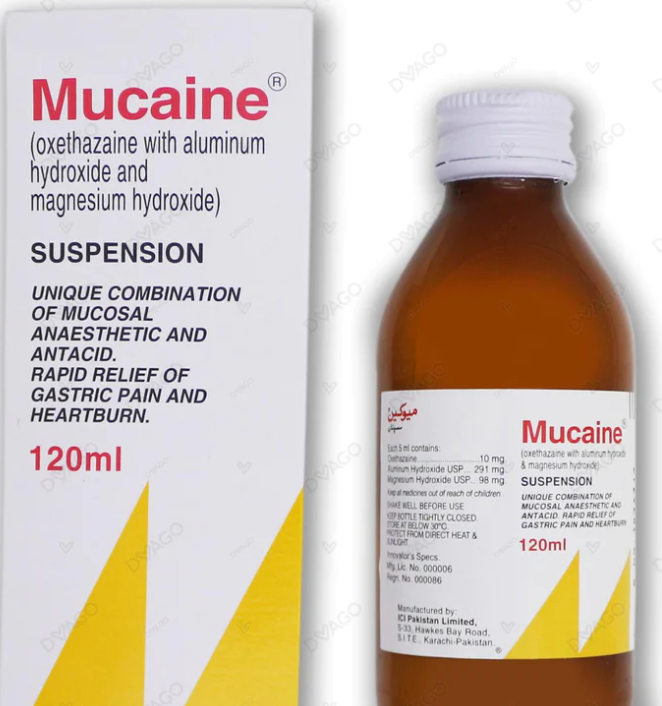 Mucaine®
(oxethazaine with aluminum
hydroxide and
magnesium hydroxide)
SUSPENSION
UNIQUE COMBINATION
OF MUCOSAL
ANAESTHETIC AND
ANTACID.
RAPID RELIEF OF
GASTRIC PAIN AND
HEARTBURN.
120ml
میوکین
Each 5 ml contains:
Oxethazaine 10 mg
Aluminum Hydroxide USP... 291 mg
Magnesium Hydroxide USP... 98 mg
Keep all medicines out of reach of children
SHAKE WELL BEFORE USE
KEEP BOTTLE TIGHTLY CLOSED.
STORE AT BELOW 30°C.
PROTECT FROM DIRECT HEAT &
SUNLIGHT
Innovator's Specs.
Mfg. Lic. No. 000006
Regn. No. 000086
Manufactured by:
ICI Pakistan Limited,
S-33, Hawkes Bay Road,
S.I.T.E., Karachi-Pakistan.
®
Mucaine®
(oxethazaine with aluminum hydroxide
& magnesium hydroxide)
SUSPENSION
UNIQUE COMBINATION OF
MUCOSAL ANAESTHETIC AND
ANTACID. RAPID RELIEF OF
GASTRIC PAIN AND HEARTBURN
120ml
DVAGO